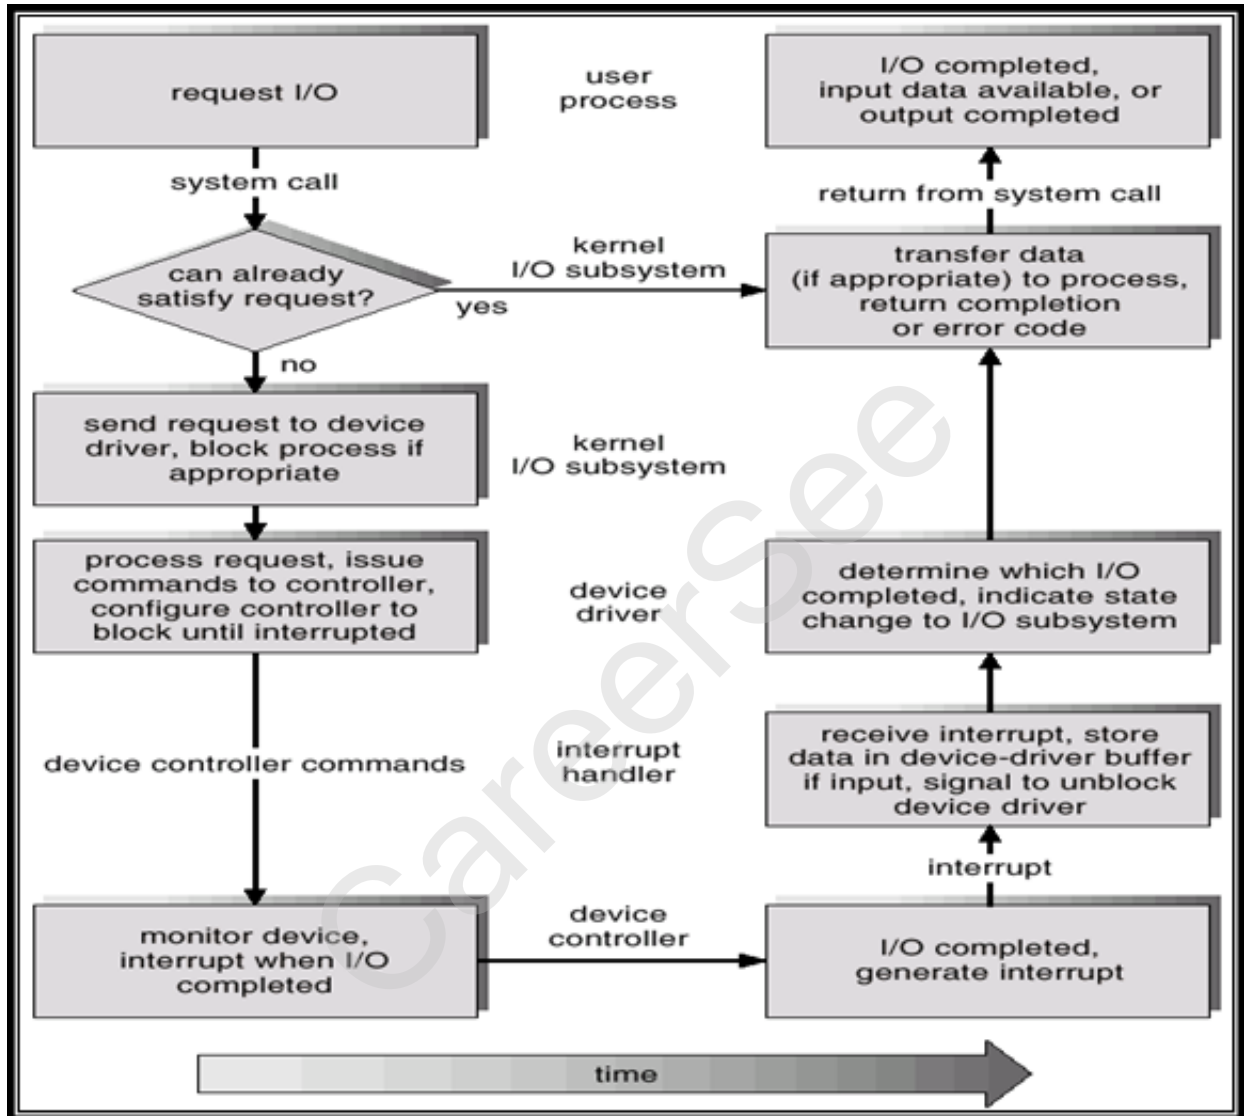 request I/O
user
process
I/O completed,
input data available, or
output completed
system call
return from system call
can already
satisfy request?
kernel
I/O subsystem
yes
transfer data
(if appropriate) to process,
return completion
or error code
no
send request to device
driver, block process if
appropriate
kernel
I/O subsystem
process request, issue
commands to controller,
configure controller to
block until interrupted
device
driver
determine which I/O
completed, indicate state
change to I/O subsystem
device controller commands
interrupt
handler
receive interrupt, store
data in device-driver buffer
if input, signal to unblock
device driver
interrupt
monitor device,
interrupt when I/O
completed
device
controller
I/O completed,
generate interrupt
time
CareerSee